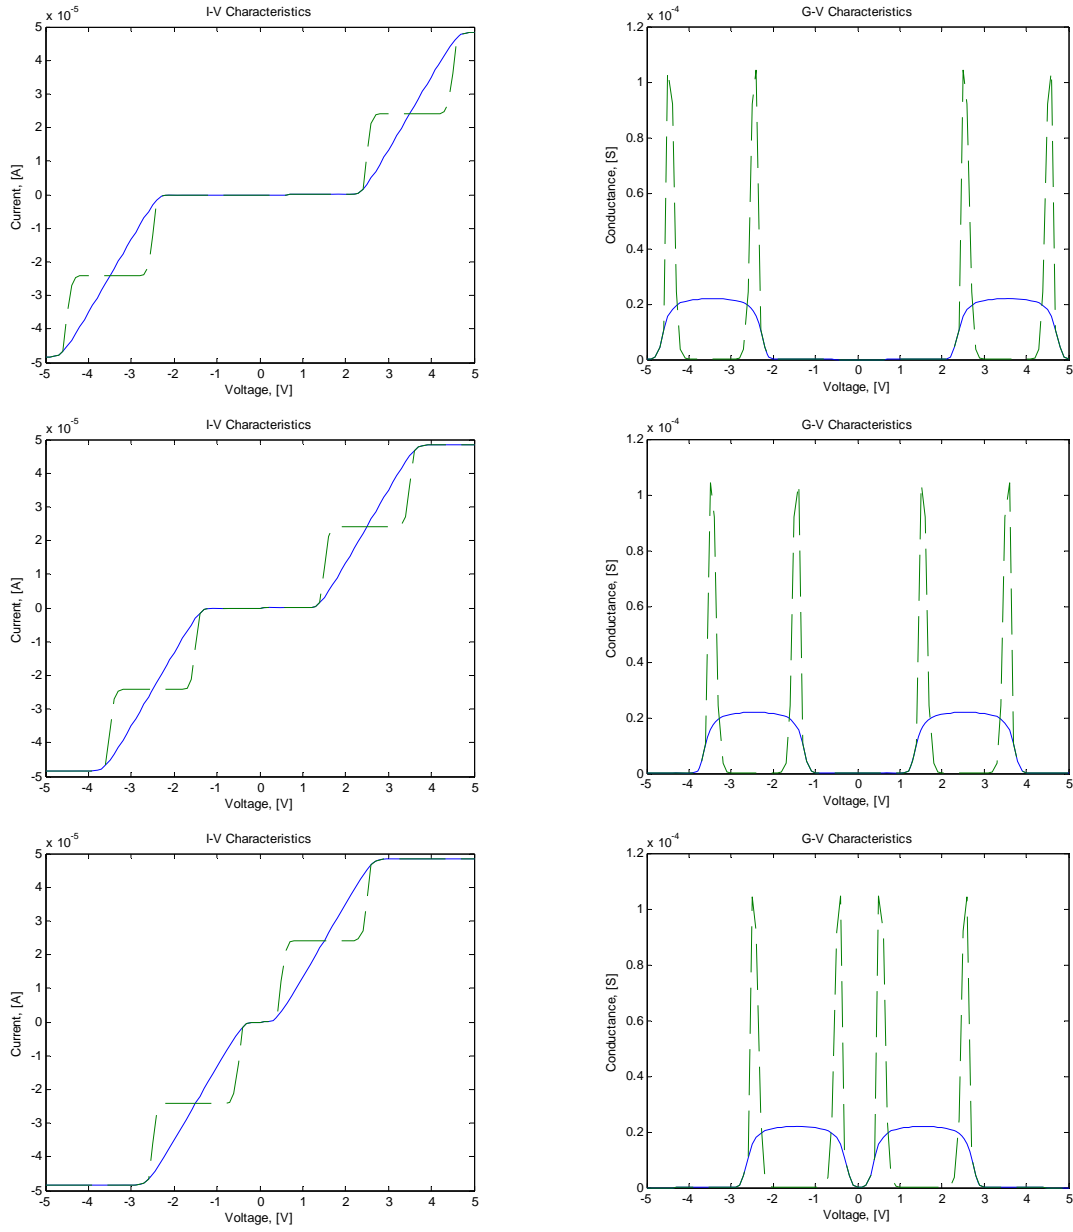 I-V Characteristics
x 10-5
5
4
3
2
1
0
-1
-2
-3
-4
-5
Current, [A]
-5 -4 -3 -2 -1 0 1 2 3 4 5
Voltage, [V]
G-V Characteristics
x 10-4
1.2
1
0.8
0.6
0.4
0.2
0
Conductance, [S]
-5 -4 -3 -2 -1 0 1 2 3 4 5
Voltage, [V]
I-V Characteristics
x 10-5
5
4
3
2
1
0
-1
-2
-3
-4
-5
Current, [A]
-5 -4 -3 -2 -1 0 1 2 3 4 5
Voltage, [V]
G-V Characteristics
x 10-4
1.2
1
0.8
0.6
0.4
0.2
0
Conductance, [S]
-5 -4 -3 -2 -1 0 1 2 3 4 5
Voltage, [V]
I-V Characteristics
x 10-5
5
4
3
2
1
0
-1
-2
-3
-4
-5
Current, [A]
-5 -4 -3 -2 -1 0 1 2 3 4 5
Voltage, [V]
G-V Characteristics
x 10-4
1.2
1
0.8
0.6
0.4
0.2
0
Conductance, [S]
-5 -4 -3 -2 -1 0 1 2 3 4 5
Voltage, [V]